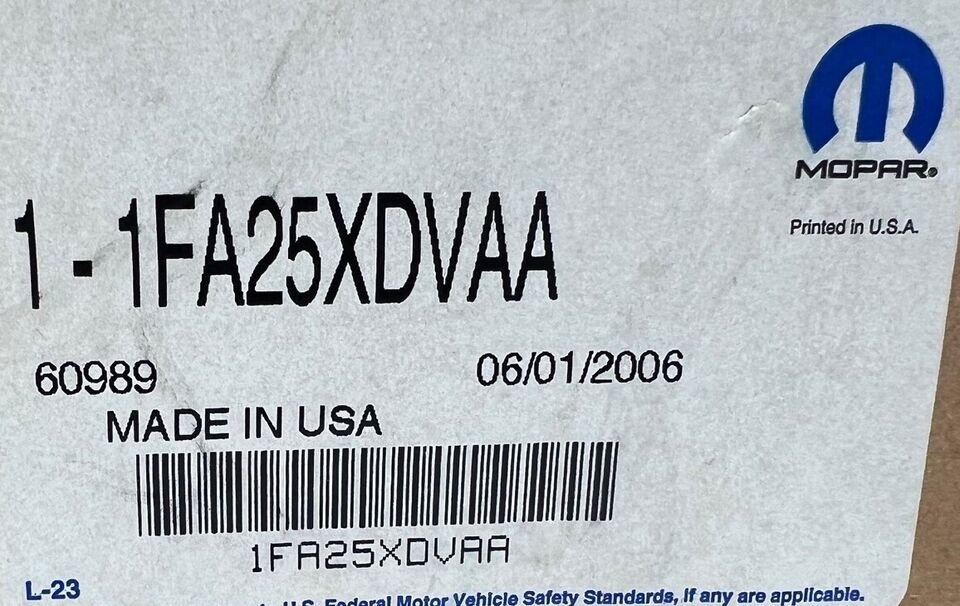 MOPAR®
Printed in U.S.A.
1 - 1FA25XDVAA
60989 06/01/2006
MADE IN USA
1FA25XDVAA
L-23
U.S. Federal Motor Vehicle Safety Standards, if any are applicable.